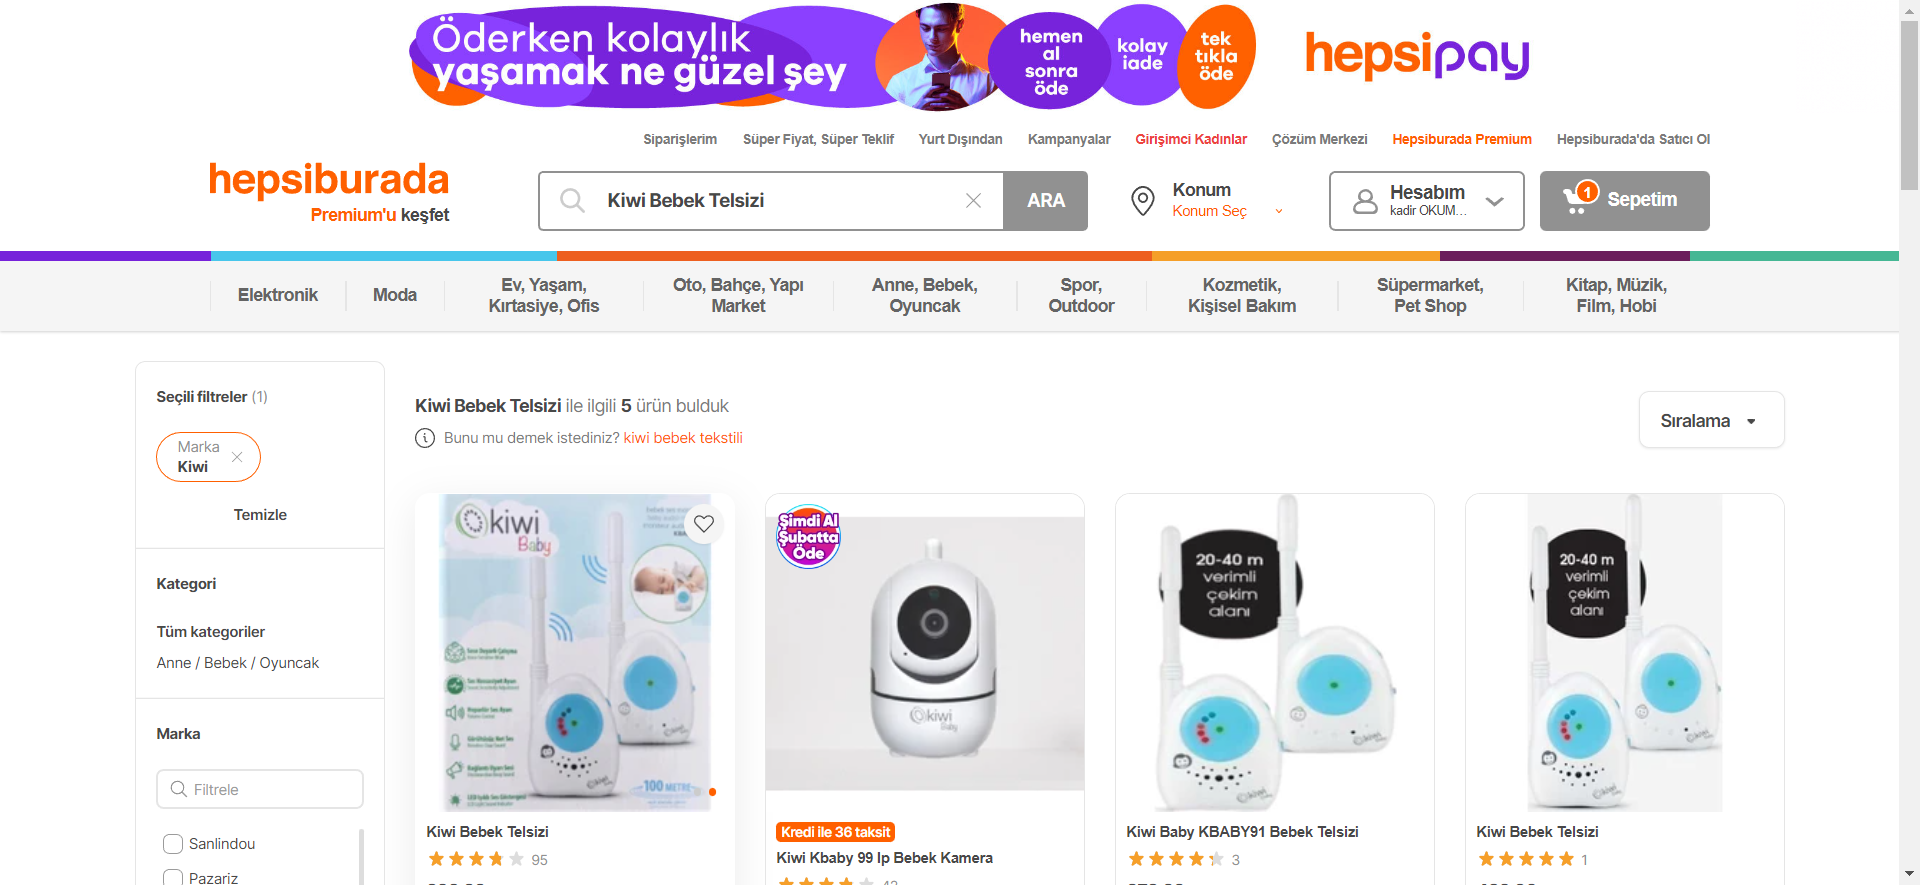 Öderken kolaylık
yaşamak ne güzel şey
hemen
al
sonra
öde
kolay
iade
tek
tıkla
öde
hepsipay
Siparişlerim
Süper Fiyat, Süper Teklif
Yurt Dışından
Kampanyalar
Girişimci Kadınlar
Çözüm Merkezi
Hepsiburada Premium
Hepsiburada'da Satıcı Ol
hepsiburada
Premium'u keşfet
Kiwi Bebek Telsizi
ARA
Konum
Konum Seç
Hesabım
kadir OKUM...
1
Sepetim
Elektronik
Moda
Ev, Yaşam,
Kırtasiye, Ofis
Oto, Bahçe, Yapı
Market
Anne, Bebek,
Oyuncak
Spor,
Outdoor
Kozmetik,
Kişisel Bakım
Süpermarket,
Pet Shop
Kitap, Müzik,
Film, Hobi
Seçili filtreler (1)
Marka
Kiwi
Temizle
Kategori
Tüm kategoriler
Anne / Bebek / Oyuncak
Marka
Filtrele
Sanlindou
Pazariz
Kiwi Bebek Telsizi ile ilgili 5 ürün bulduk
Bunu mu demek istediniz? kiwi bebek tekstili
Sıralama
kiwi
Baby
100 METRE
Kiwi Bebek Telsizi
95
Şimdi Al
Şubatta
Öde
kiwi
Baby
Kredi ile 36 taksit
Kiwi Kbaby 99 Ip Bebek Kamera
20-40 m
verimli
çekim
alanı
kiwi
kiwi
Kiwi Baby KBABY91 Bebek Telsizi
3
20-40 m
verimli
çekim
alanı
kiwi
kiwi
Kiwi Bebek Telsizi
1